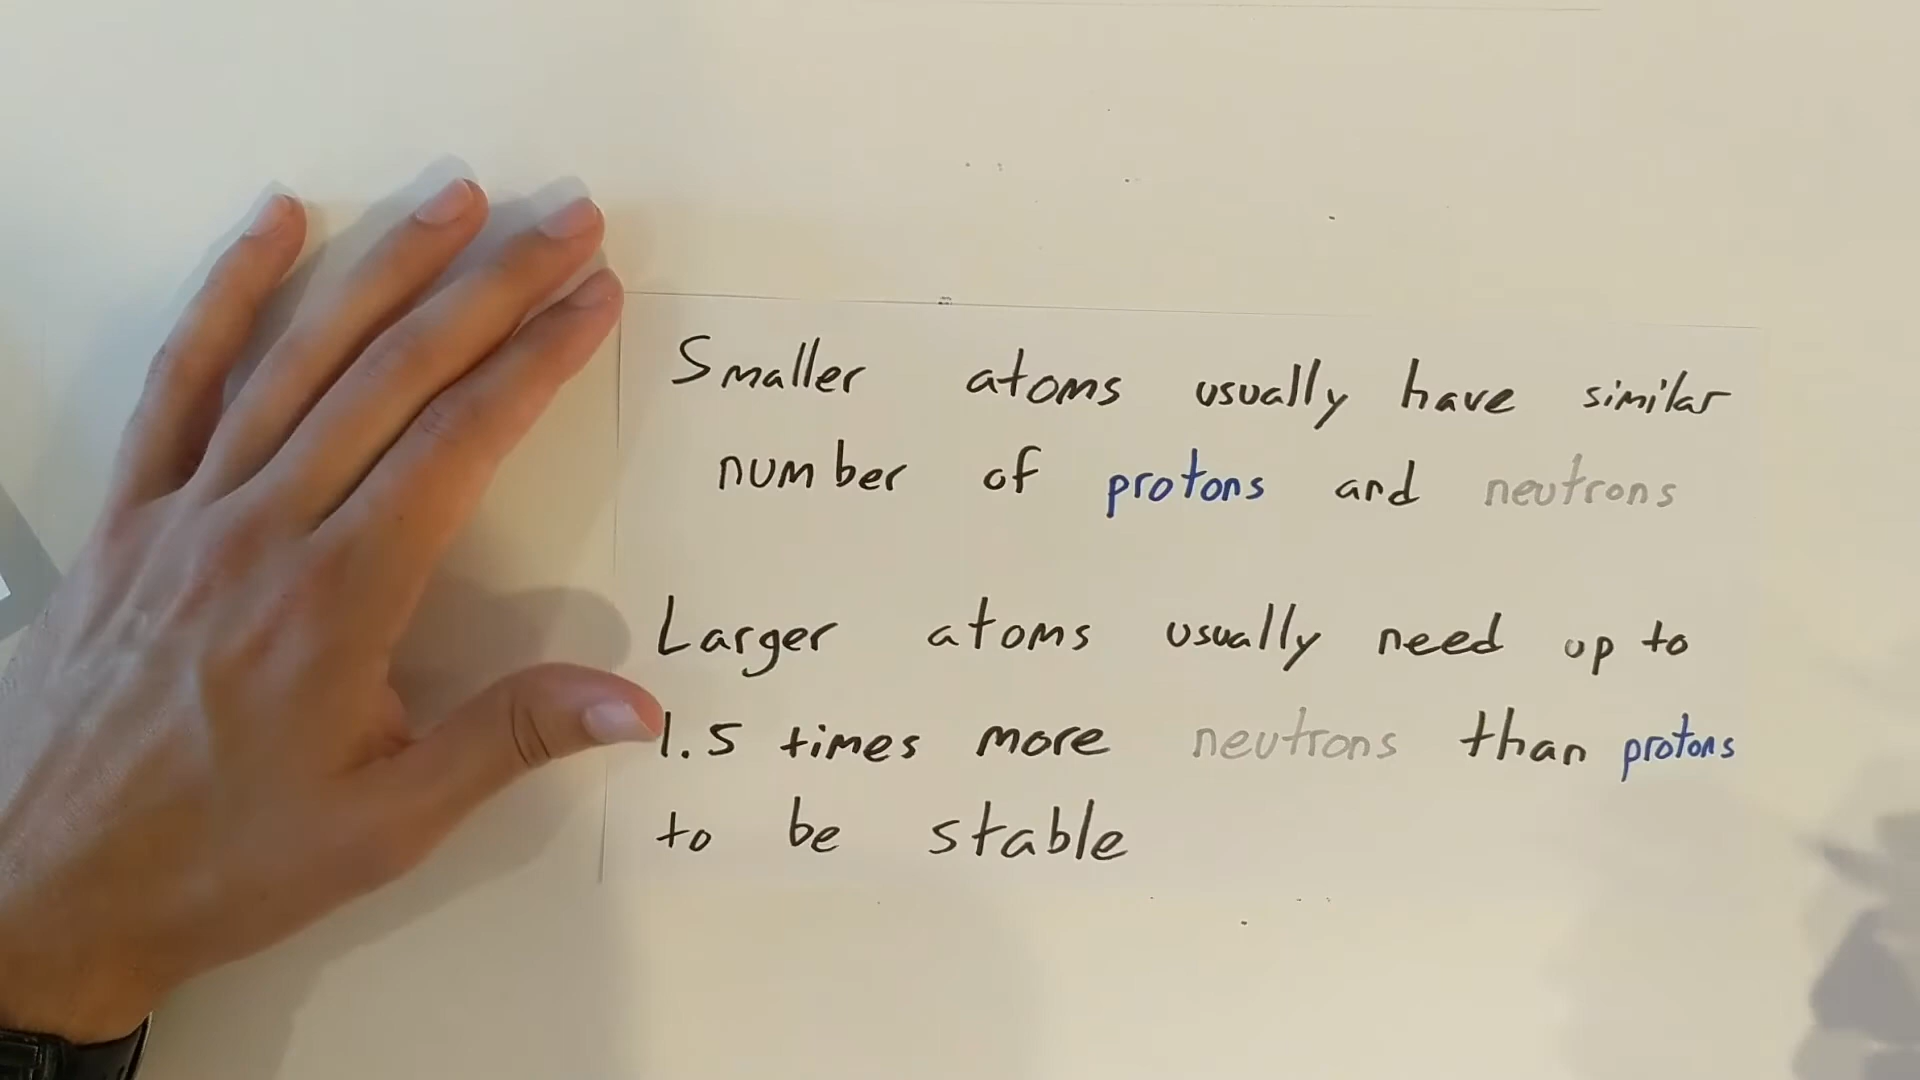 Smaller atoms usually have similar
number of protons and neutrons
Larger atoms usually need up to
1.5 times more neutrons than protons
to be stable